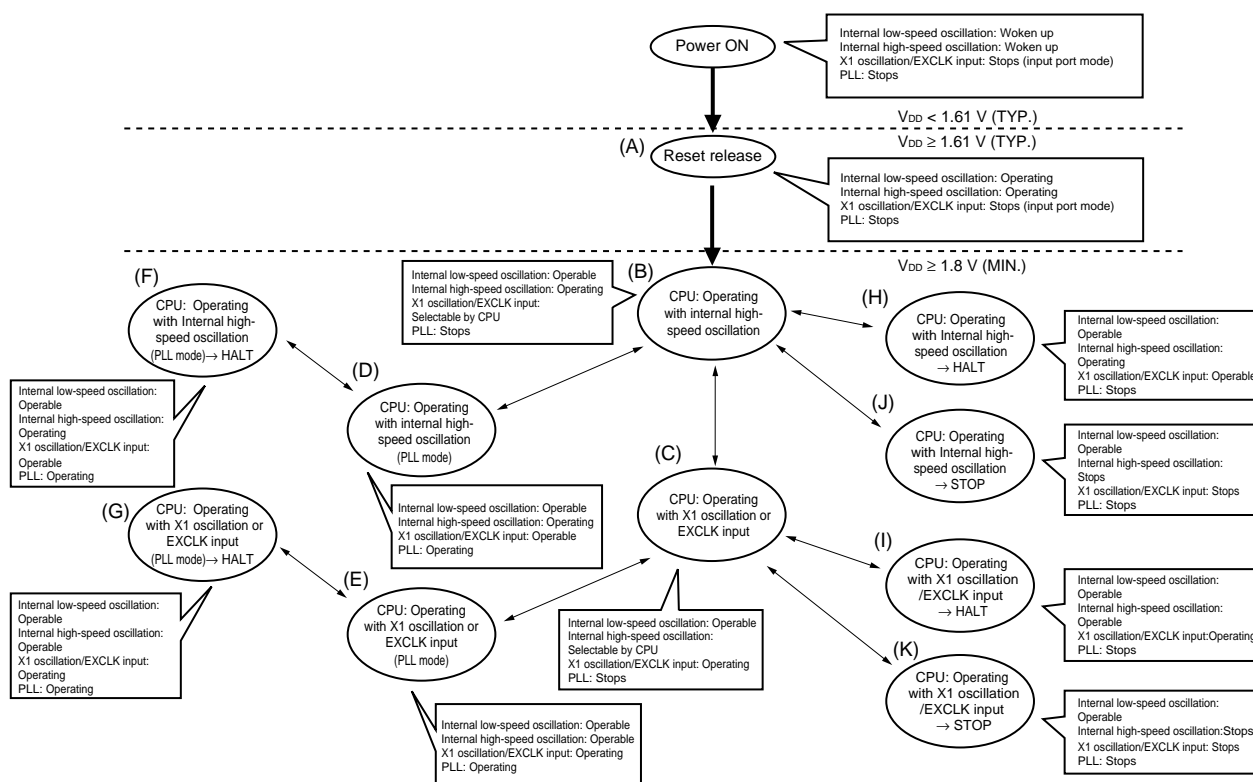 Power ON
Internal low-speed oscillation: Woken up
Internal high-speed oscillation: Woken up
X1 oscillation/EXCLK input: Stops (input port mode)
PLL: Stops
VDD < 1.61 V (TYP.)
VDD ≥ 1.61 V (TYP.)
(A)
Reset release
Internal low-speed oscillation: Operating
Internal high-speed oscillation: Operating
X1 oscillation/EXCLK input: Stops (input port mode)
PLL: Stops
VDD ≥ 1.8 V (MIN.)
(B)
CPU: Operating
with internal high-
speed oscillation
Internal low-speed oscillation: Operable
Internal high-speed oscillation: Operating
X1 oscillation/EXCLK input:
Selectable by CPU
PLL: Stops
(F)
CPU: Operating
with Internal high-
speed oscillation
(PLL mode)→ HALT
Internal low-speed oscillation:
Operable
Internal high-speed oscillation:
Operating
X1 oscillation/EXCLK input:
Operable
PLL: Operating
(D)
CPU: Operating
with internal high-
speed oscillation
(PLL mode)
Internal low-speed oscillation: Operable
Internal high-speed oscillation: Operating
X1 oscillation/EXCLK input: Operable
PLL: Operating
(H)
CPU: Operating
with Internal high-
speed oscillation
→ HALT
Internal low-speed oscillation:
Operable
Internal high-speed oscillation:
Operating
X1 oscillation/EXCLK input: Operable
PLL: Stops
(J)
CPU: Operating
with Internal high-
speed oscillation
→ STOP
Internal low-speed oscillation:
Operable
Internal high-speed oscillation:
Stops
X1 oscillation/EXCLK input: Stops
PLL: Stops
(C)
CPU: Operating
with X1 oscillation or
EXCLK input
Internal low-speed oscillation: Operable
Internal high-speed oscillation:
Selectable by CPU
X1 oscillation/EXCLK input: Operating
PLL: Stops
(G)
CPU: Operating
with X1 oscillation or
EXCLK input
(PLL mode)→ HALT
Internal low-speed oscillation:
Operable
Internal high-speed oscillation:
Operable
X1 oscillation/EXCLK input:
Operating
PLL: Operating
(E)
CPU: Operating
with X1 oscillation or
EXCLK input
(PLL mode)
Internal low-speed oscillation: Operable
Internal high-speed oscillation: Operable
X1 oscillation/EXCLK input: Operating
PLL: Operating
(I)
CPU: Operating
with X1 oscillation
/EXCLK input
→ HALT
Internal low-speed oscillation:
Operable
Internal high-speed oscillation:
Operable
X1 oscillation/EXCLK input:Operating
PLL: Stops
(K)
CPU: Operating
with X1 oscillation
/EXCLK input
→ STOP
Internal low-speed oscillation:
Operable
Internal high-speed oscillation:Stops
X1 oscillation/EXCLK input: Stops
PLL: Stops